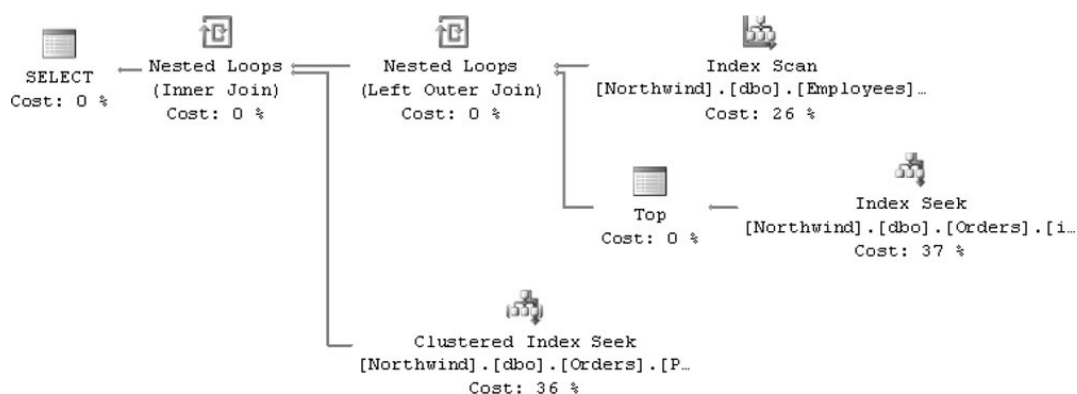 SELECT
Cost: 0 %
Nested Loops
(Inner Join)
Cost: 0 %
Nested Loops
(Left Outer Join)
Cost: 0 %
Index Scan
[Northwind].[dbo].[Employees]…
Cost: 26 %
Top
Cost: 0 %
Index Seek
[Northwind].[dbo].[Orders].[i…
Cost: 37 %
Clustered Index Seek
[Northwind].[dbo].[Orders].[P…
Cost: 36 %